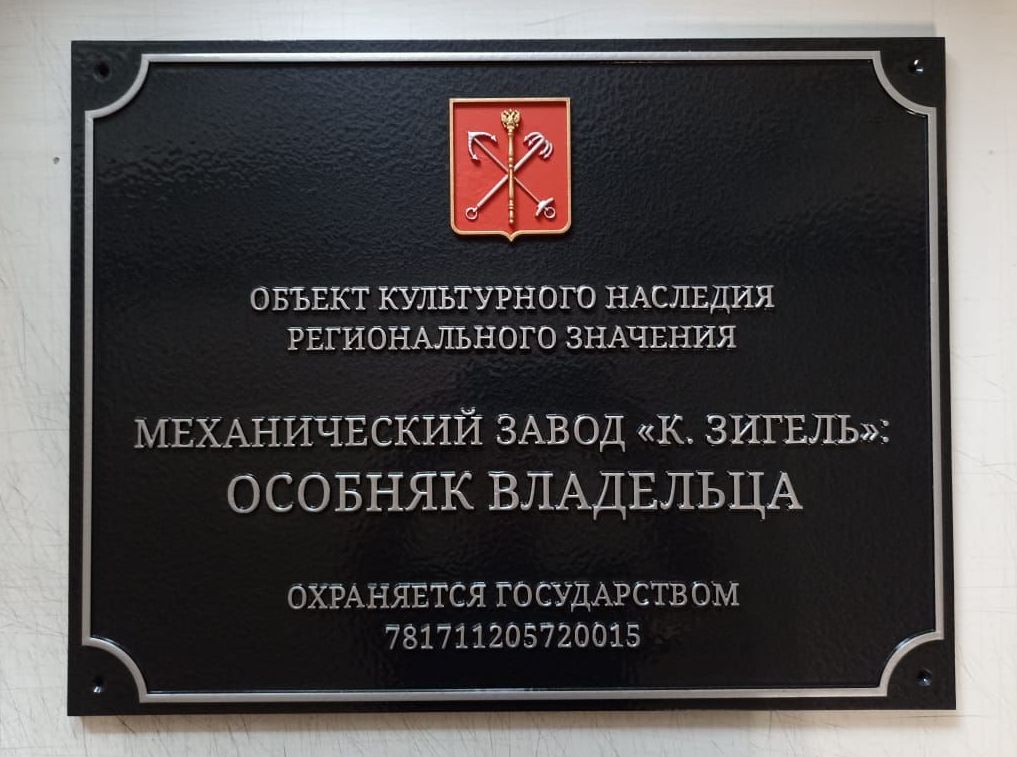 ОБЪЕКТ КУЛЬТУРНОГО НАСЛЕДИЯ
РЕГИОНАЛЬНОГО ЗНАЧЕНИЯ
МЕХАНИЧЕСКИЙ ЗАВОД «К. ЗИГЕЛЬ»:
ОСОБНЯК ВЛАДЕЛЬЦА
ОХРАНЯЕТСЯ ГОСУДАРСТВОМ
781711205720015